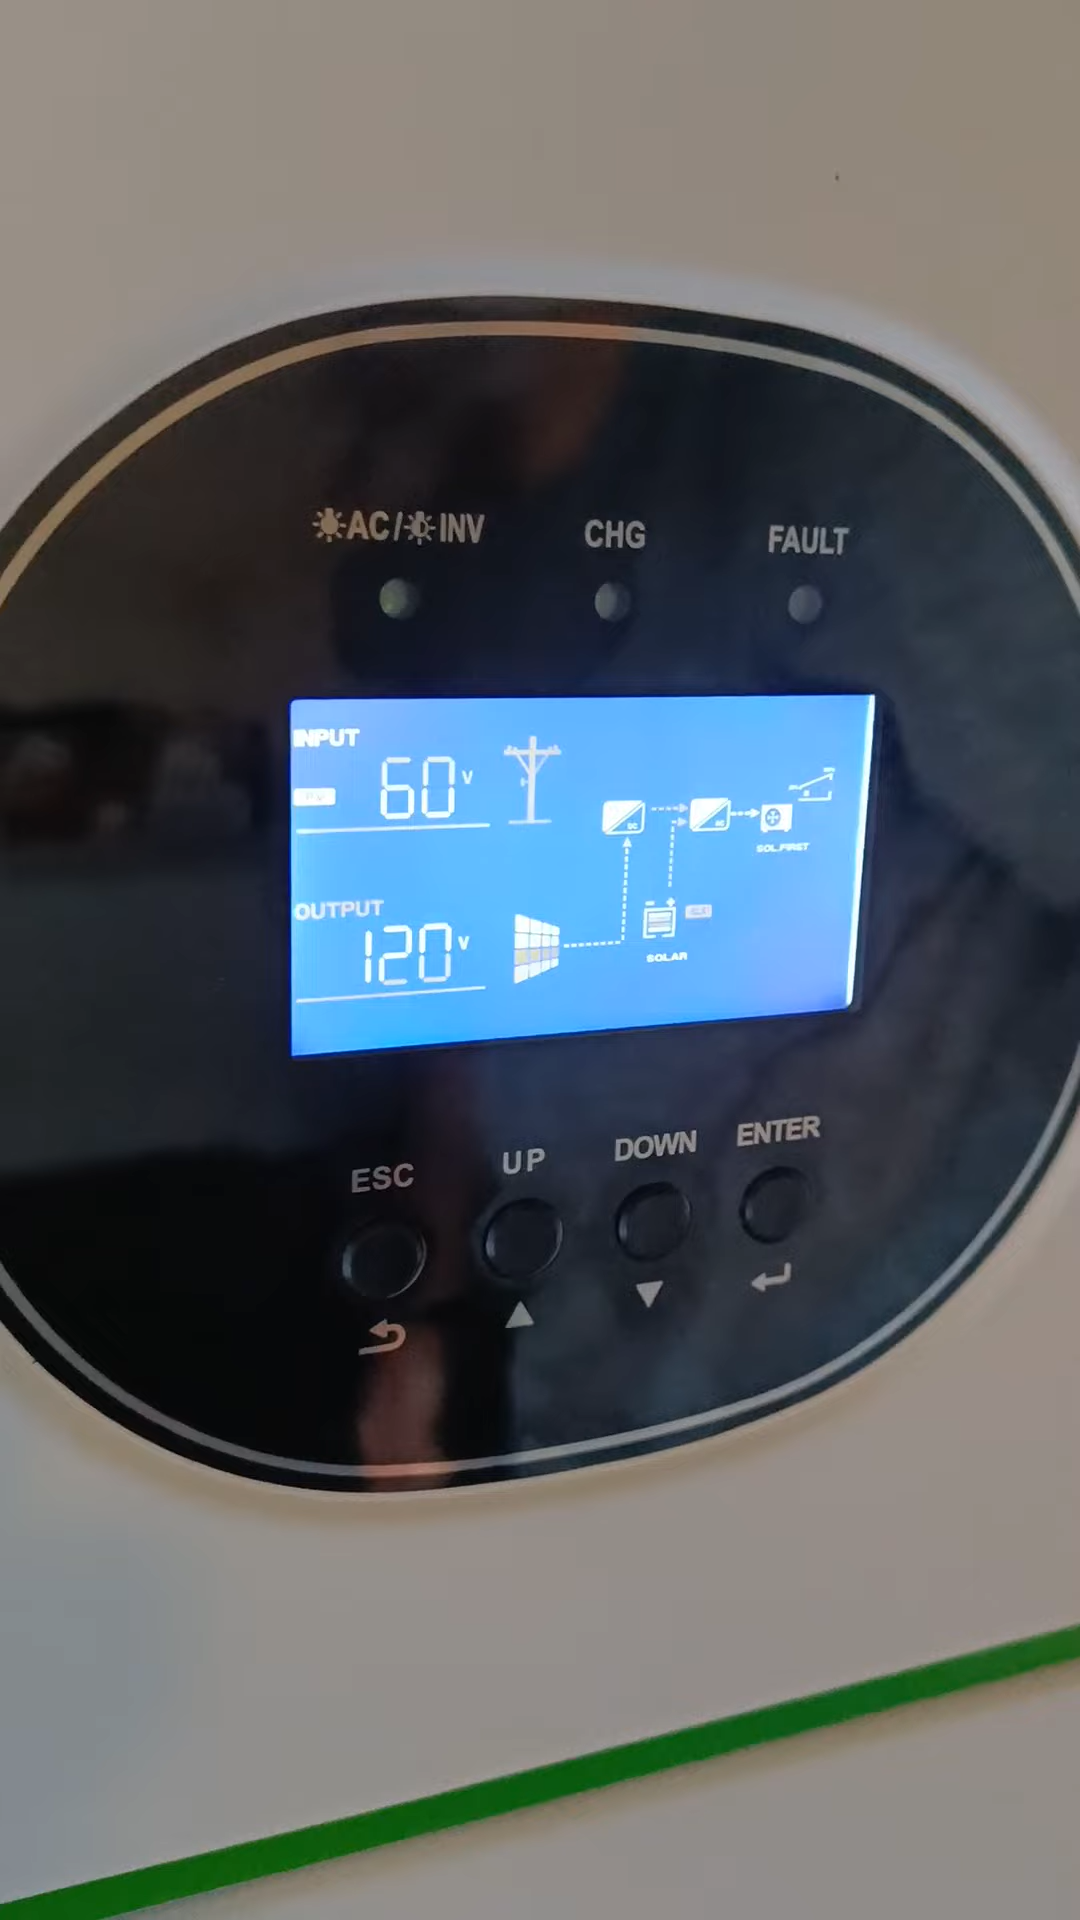 AC/ INV CHG FAULT
INPUT
60V
OUTPUT
120V
SOL.FIRST
SOLAR
ESC UP DOWN ENTER